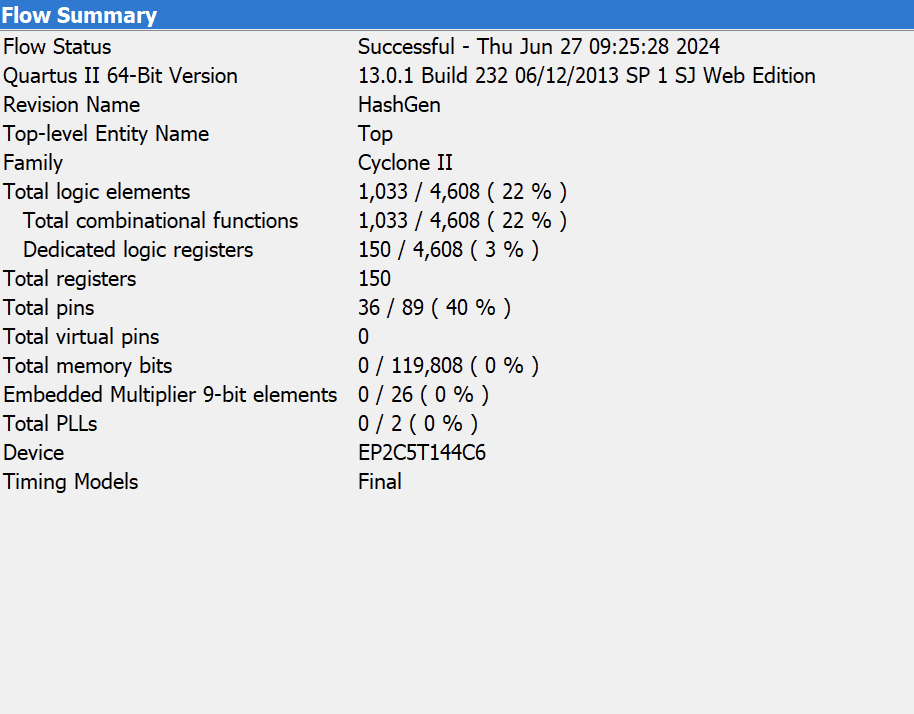 Flow Summary
Flow Status Successful - Thu Jun 27 09:25:28 2024
Quartus II 64-Bit Version 13.0.1 Build 232 06/12/2013 SP 1 SJ Web Edition
Revision Name HashGen
Top-level Entity Name Top
Family Cyclone II
Total logic elements 1,033 / 4,608 ( 22 % )
Total combinational functions 1,033 / 4,608 ( 22 % )
Dedicated logic registers 150 / 4,608 ( 3 % )
Total registers 150
Total pins 36 / 89 ( 40 % )
Total virtual pins 0
Total memory bits 0 / 119,808 ( 0 % )
Embedded Multiplier 9-bit elements 0 / 26 ( 0 % )
Total PLLs 0 / 2 ( 0 % )
Device EP2C5T144C6
Timing Models Final